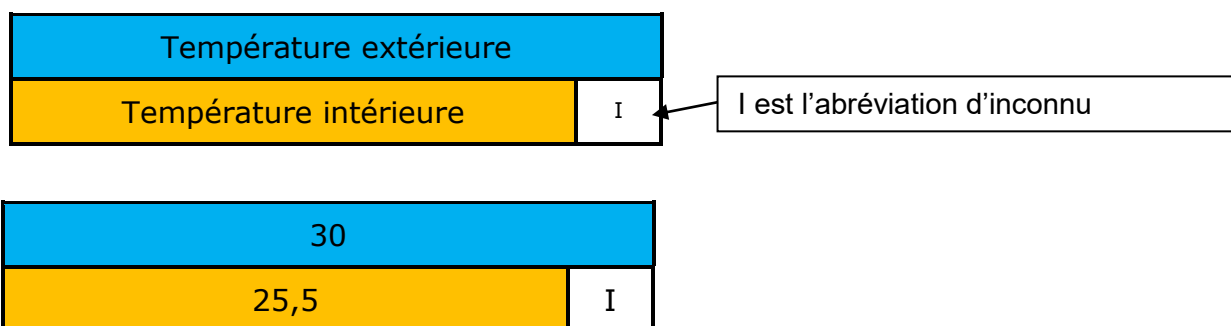 Température extérieure
Température intérieure I
I est l’abréviation d’inconnu
30
25,5 I